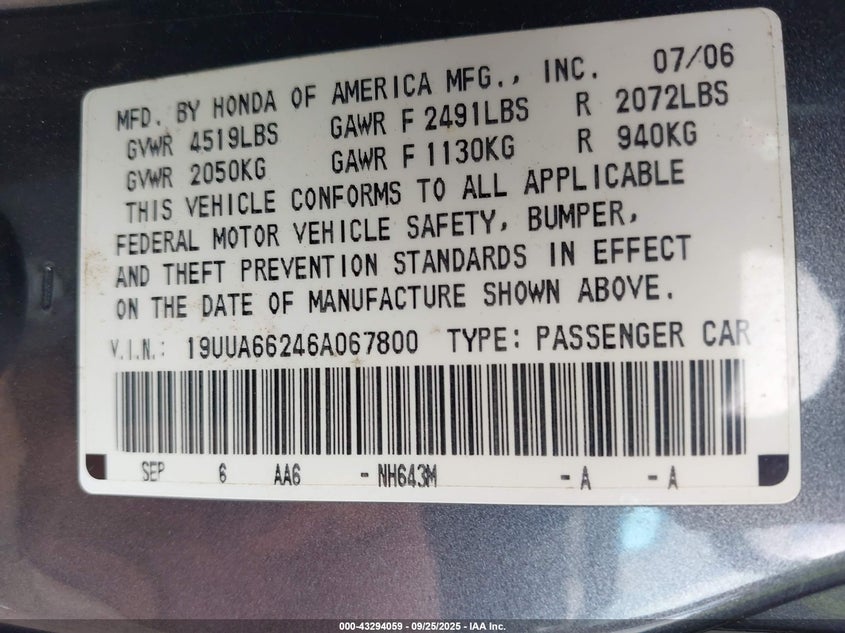 MFD. BY HONDA OF AMERICA MFG., INC. 07/06
GVWR 4519LBS GAWR F 2491LBS R 2072LBS
GVWR 2050KG GAWR F 1130KG R 940KG
THIS VEHICLE CONFORMS TO ALL APPLICABLE
FEDERAL MOTOR VEHICLE SAFETY, BUMPER,
AND THEFT PREVENTION STANDARDS IN EFFECT
ON THE DATE OF MANUFACTURE SHOWN ABOVE.
V.I.N.: 19UUA66246A067800 TYPE: PASSENGER CAR
SEP 6 AA6 -NH643M -A -A
000-43294059 - 09/25/2025 - IAA Inc.